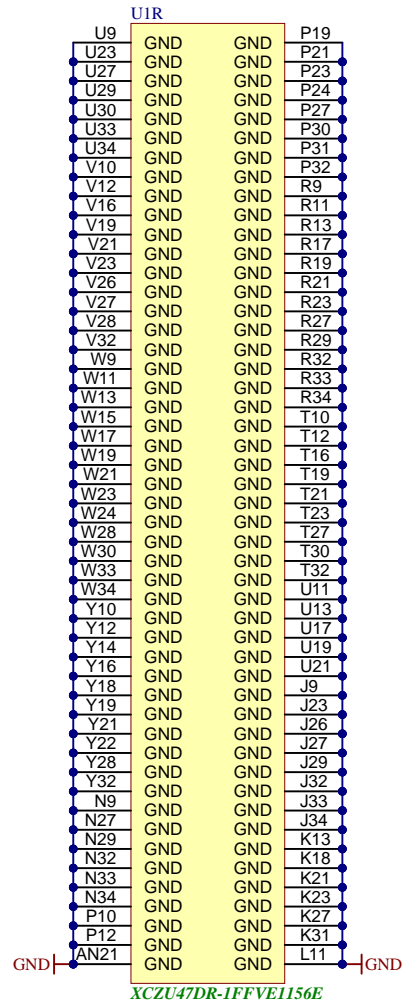 U1R
U9 GND GND P19
U23 GND GND P21
U27 GND GND P23
U29 GND GND P24
U30 GND GND P27
U33 GND GND P30
U34 GND GND P31
V10 GND GND P32
V12 GND GND R9
V16 GND GND R11
V19 GND GND R13
V21 GND GND R17
V23 GND GND R19
V26 GND GND R21
V27 GND GND R23
V28 GND GND R27
V32 GND GND R29
W9 GND GND R32
W11 GND GND R33
W13 GND GND R34
W15 GND GND T10
W17 GND GND T12
W19 GND GND T16
W21 GND GND T19
W23 GND GND T21
W24 GND GND T23
W28 GND GND T27
W30 GND GND T30
W33 GND GND T32
W34 GND GND U11
Y10 GND GND U13
Y12 GND GND U17
Y14 GND GND U19
Y16 GND GND U21
Y18 GND GND J9
Y19 GND GND J23
Y21 GND GND J26
Y22 GND GND J27
Y28 GND GND J29
Y32 GND GND J32
N9 GND GND J33
N27 GND GND J34
N29 GND GND K13
N32 GND GND K18
N33 GND GND K21
N34 GND GND K23
P10 GND GND K27
P12 GND GND K31
GND AN21 GND GND L11 GND
XCZU47DR-1FFVE1156E